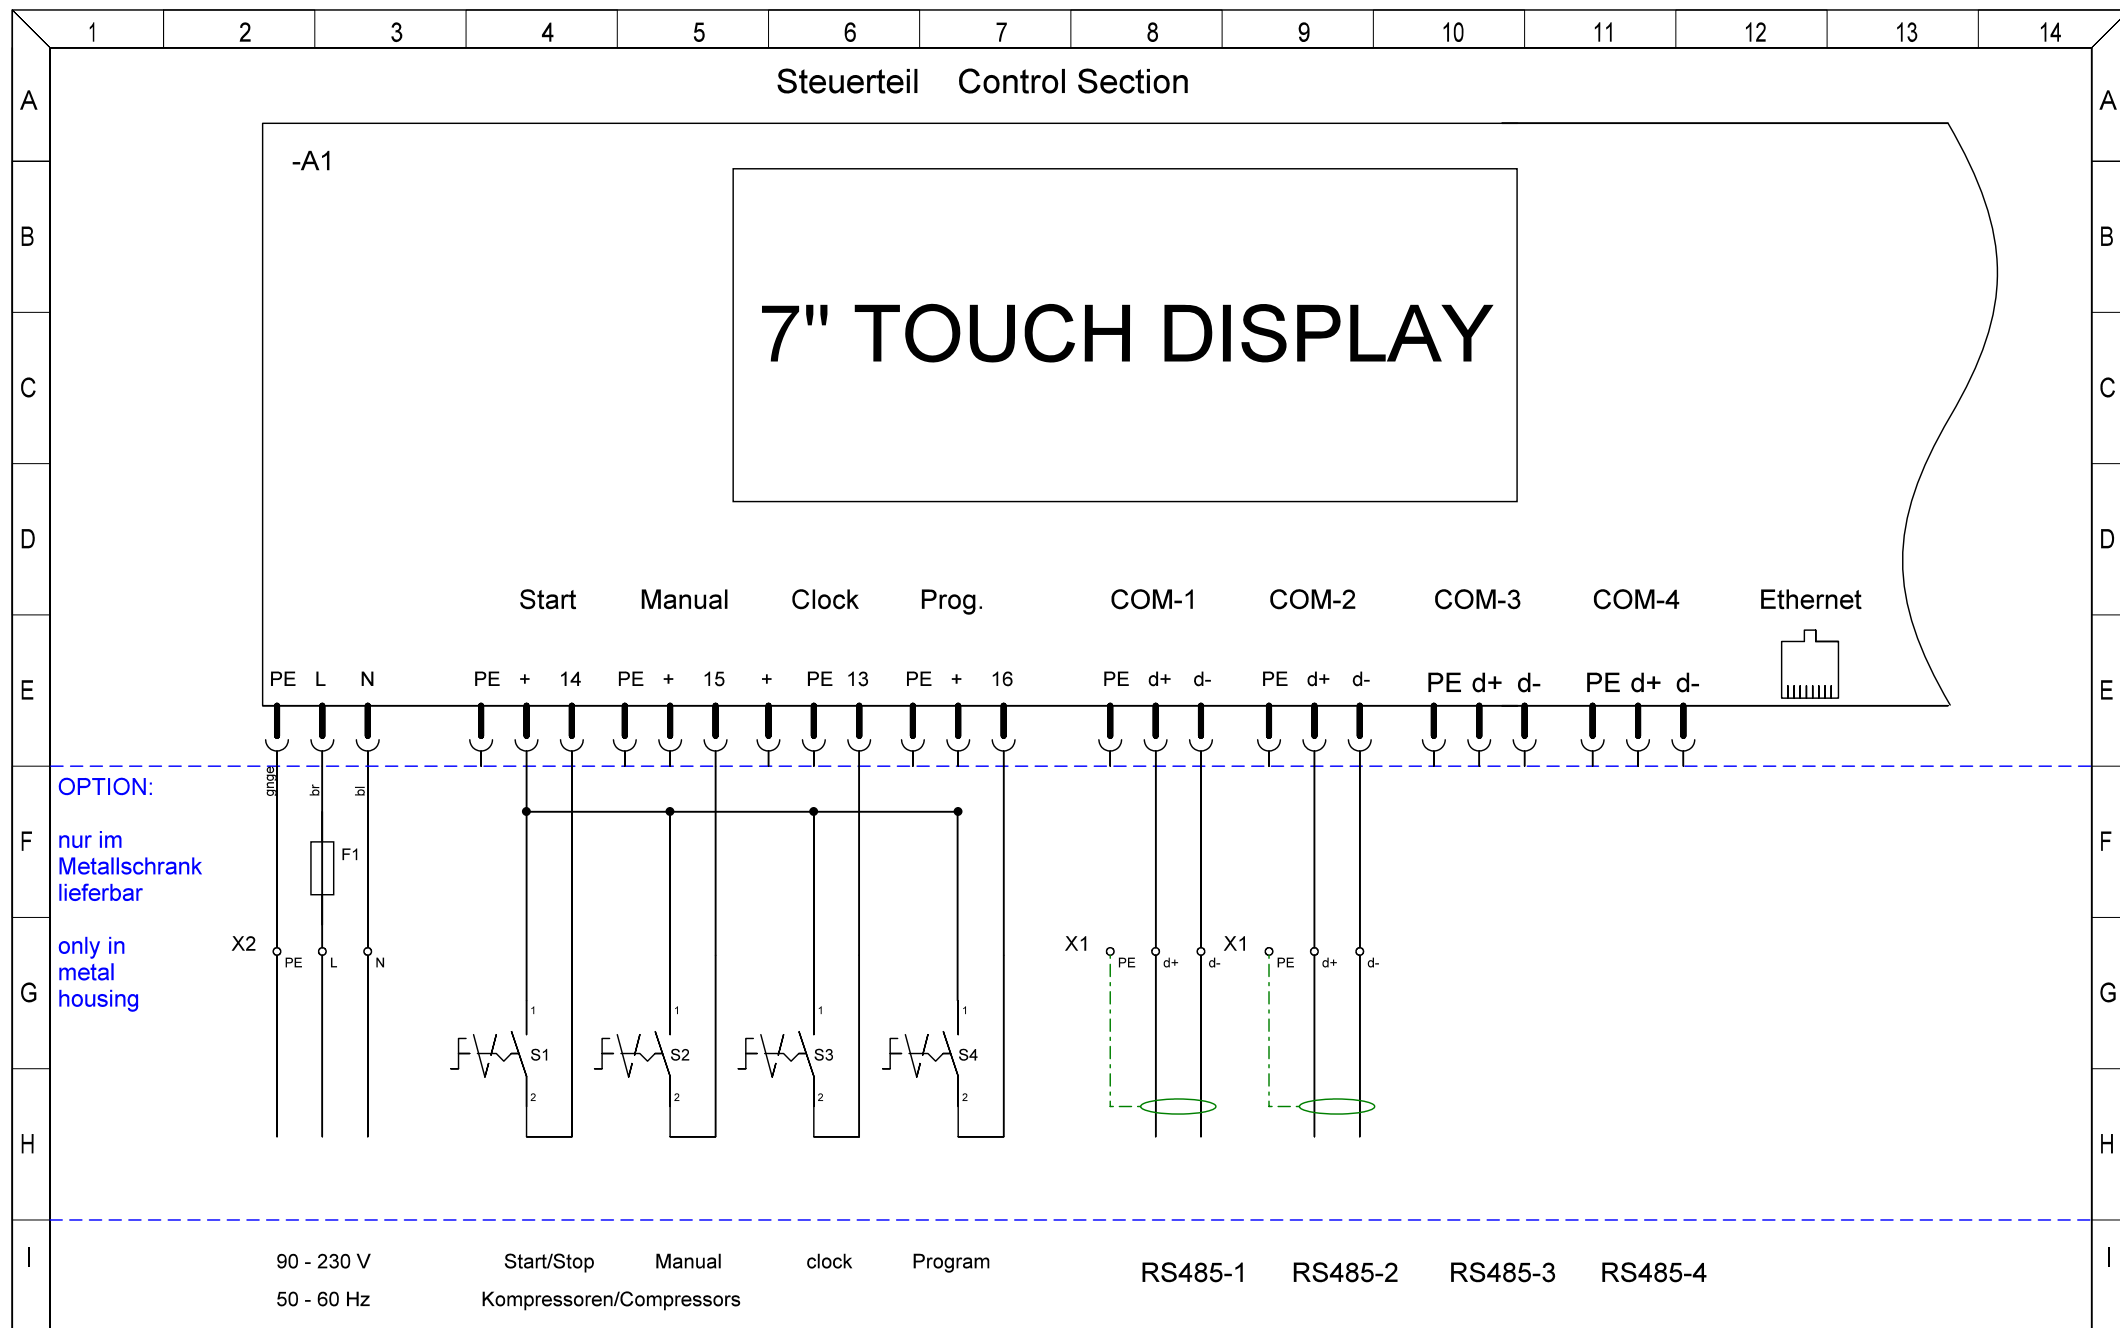 1 2 3 4 5 6 7 8 9 10 11 12 13 14
Steuerteil Control Section
A A
-A1
B B
7" TOUCH DISPLAY
C C
D D
Start Manual Clock Prog. COM-1 COM-2 COM-3 COM-4 Ethernet
PE L N PE + 14 PE + 15 + PE 13 PE + 16 PE d+ d- PE d+ d- PE d+ d- PE d+ d-
E E
gnge br bl
OPTION:
F F
nur im
Metallschrank
lieferbar
F1
only in
metal
housing
X2 PE L N X1 PE d+ d- X1 PE d+ d-
G G
1 1 1 1
S1 S2 S3 S4
2 2 2 2
H H
I I
90 - 230 V Start/Stop Manual clock Program RS485-1 RS485-2 RS485-3 RS485-4
50 - 60 Hz Kompressoren/Compressors